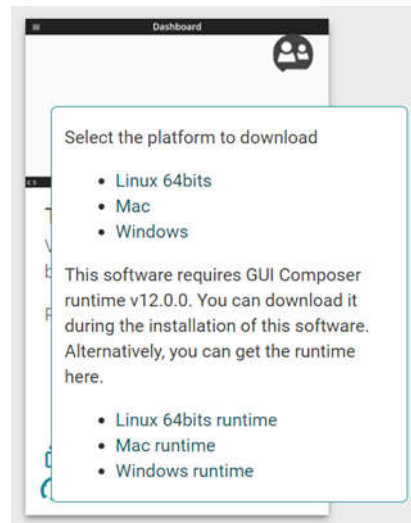 Dashboard
Select the platform to download
• Linux 64bits
• Mac
• Windows
This software requires GUI Composer
runtime v12.0.0. You can download it
during the installation of this software.
Alternatively, you can get the runtime
here.
• Linux 64bits runtime
• Mac runtime
• Windows runtime